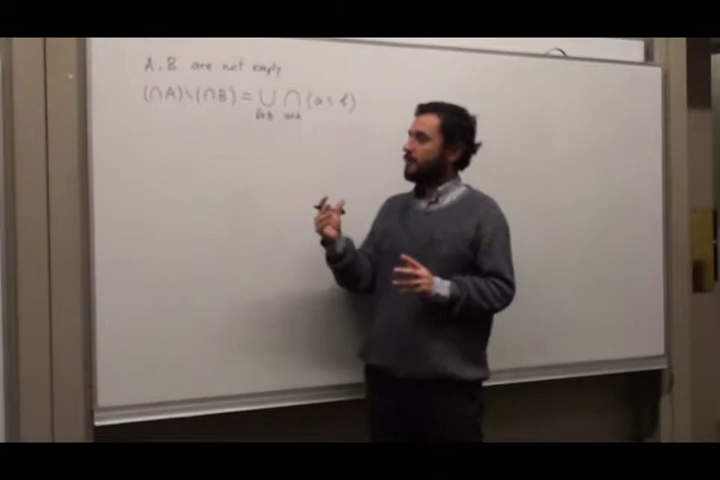 A, B are not empty
(∩A)∖(∩B) = ∪ ∩ (a∖b)
b∈B a∈A